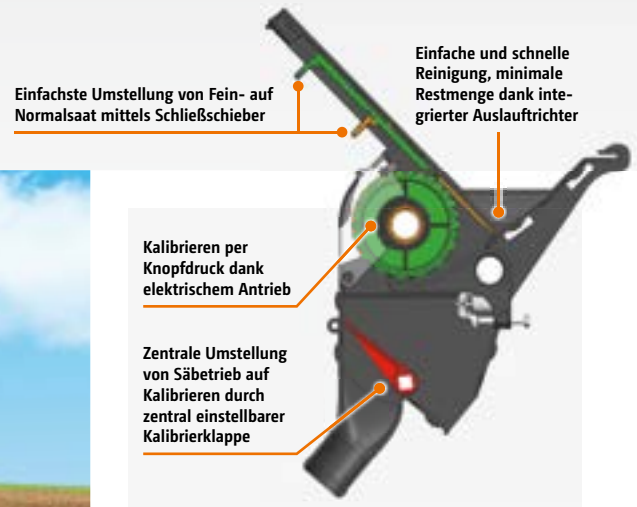 Einfachste Umstellung von Fein- auf
Normalsaat mittels Schließschieber
Einfache und schnelle
Reinigung, minimale
Restmenge dank inte-
grierter Auslauftrichter
Kalibrieren per
Knopfdruck dank
elektrischem Antrieb
Zentrale Umstellung
von Säbetrieb auf
Kalibrieren durch
zentral einstellbarer
Kalibrierklappe